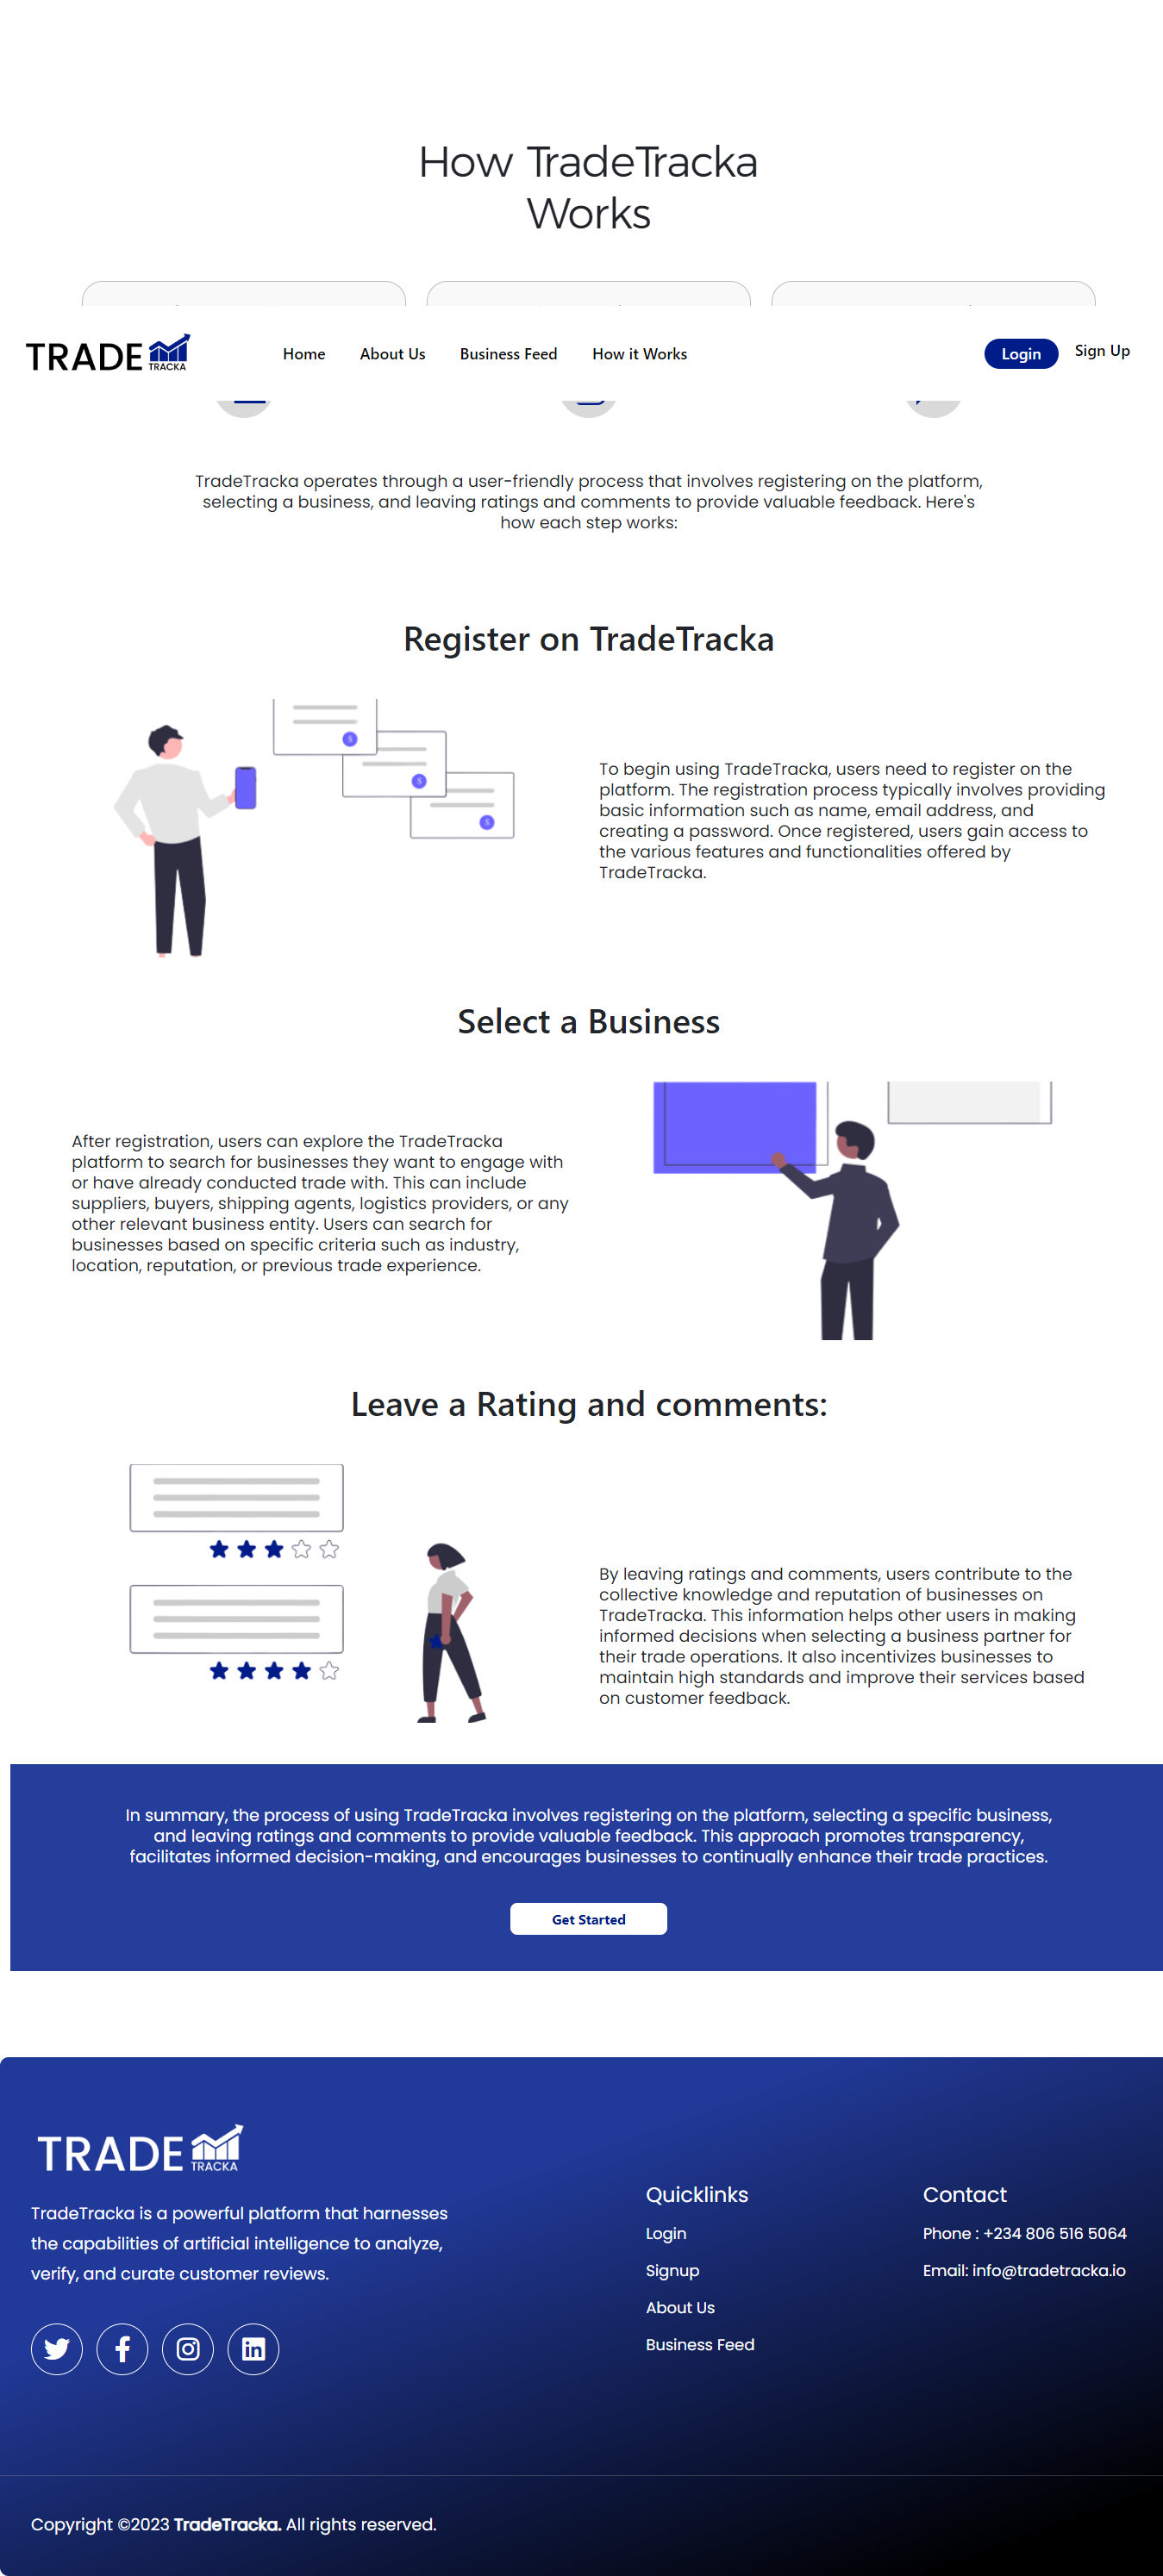 How TradeTracka
Works
TRADE TRACKA
Home
About Us
Business Feed
How it Works
Login
Sign Up
TradeTracka operates through a user-friendly process that involves registering on the platform,
selecting a business, and leaving ratings and comments to provide valuable feedback. Here's
how each step works:
Register on TradeTracka
To begin using TradeTracka, users need to register on the
platform. The registration process typically involves providing
basic information such as name, email address, and
creating a password. Once registered, users gain access to
the various features and functionalities offered by
TradeTracka.
Select a Business
After registration, users can explore the TradeTracka
platform to search for businesses they want to engage with
or have already conducted trade with. This can include
suppliers, buyers, shipping agents, logistics providers, or any
other relevant business entity. Users can search for
businesses based on specific criteria such as industry,
location, reputation, or previous trade experience.
Leave a Rating and comments:
By leaving ratings and comments, users contribute to the
collective knowledge and reputation of businesses on
TradeTracka. This information helps other users in making
informed decisions when selecting a business partner for
their trade operations. It also incentivizes businesses to
maintain high standards and improve their services based
on customer feedback.
In summary, the process of using TradeTracka involves registering on the platform, selecting a specific business,
and leaving ratings and comments to provide valuable feedback. This approach promotes transparency,
facilitates informed decision-making, and encourages businesses to continually enhance their trade practices.
Get Started
TRADE TRACKA
TradeTracka is a powerful platform that harnesses
the capabilities of artificial intelligence to analyze,
verify, and curate customer reviews.
Quicklinks
Login
Signup
About Us
Business Feed
Contact
Phone : +234 806 516 5064
Email: info@tradetracka.io
Copyright ©2023 TradeTracka. All rights reserved.